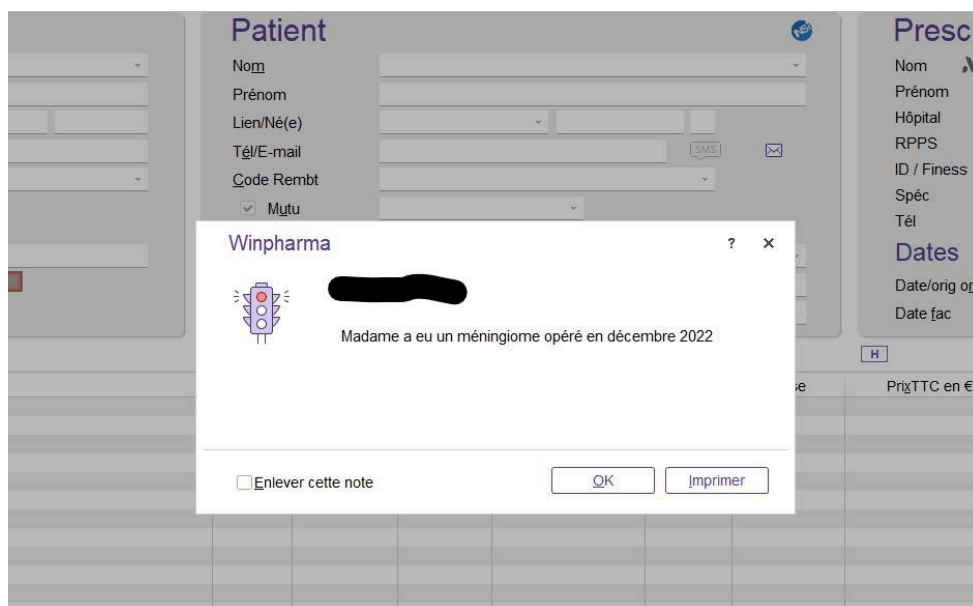 Patient
Nom
Prénom
Lien/Né(e)
Tél/E-mail
SMS
Code Rembt
Mutu
Presc
Nom
Prénom
Hôpital
RPPS
ID / Finess
Spéc
Tél
Dates
Date/orig or
Date fac
H
se
PrixTTC en €
Winpharma
?
Madame a eu un méningiome opéré en décembre 2022
Enlever cette note
OK
Imprimer